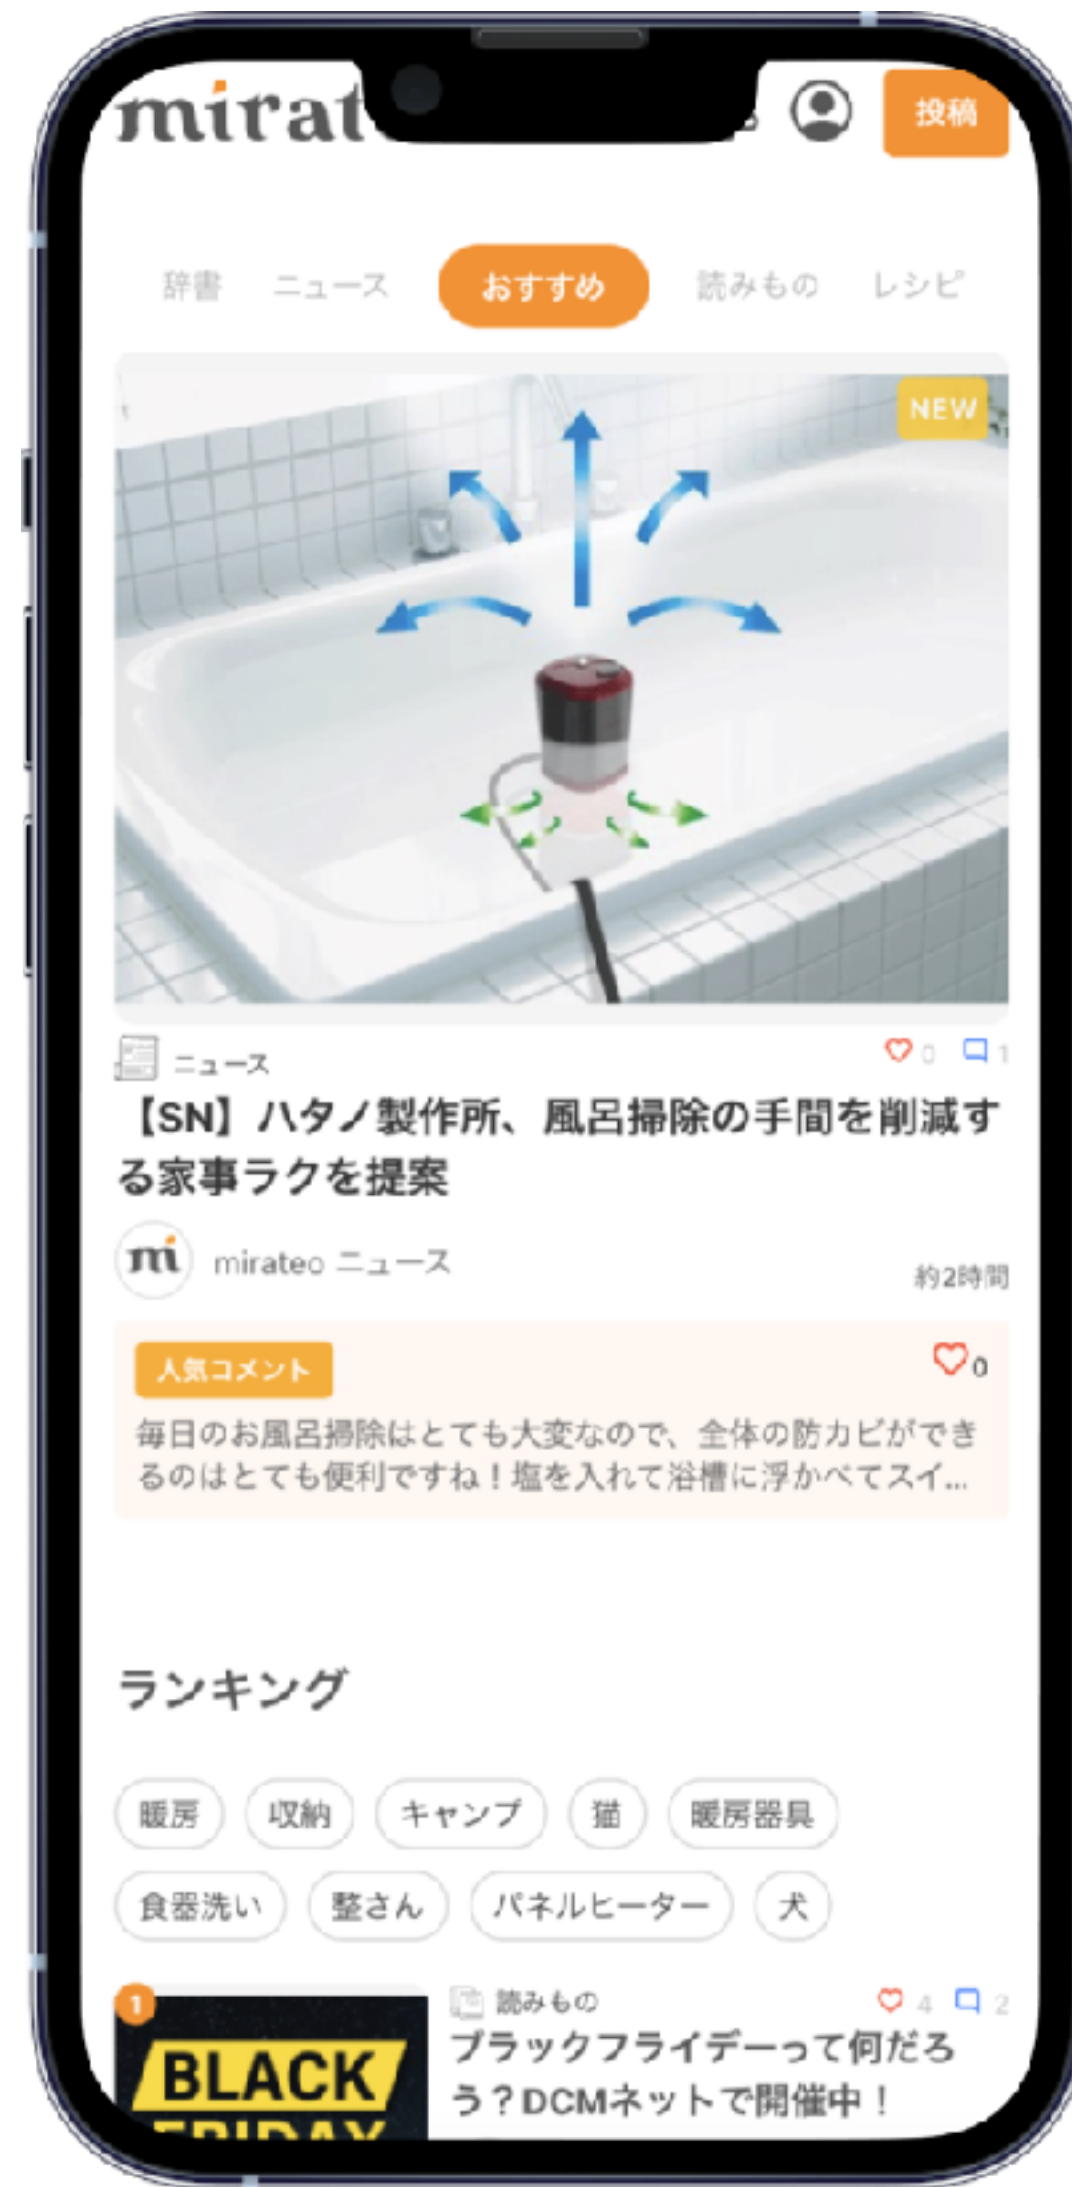 mirat
投稿
辞書 ニュース おすすめ 読みもの レシピ
NEW
ニュース 0 1
【SN】ハタノ製作所、風呂掃除の手間を削減す
る家事ラクを提案
mi mirateo ニュース
約2時間
人気コメント 0
毎日のお風呂掃除はとても大変なので、全体の防カビができ
るのはとても便利ですね！塩を入れて浴槽に浮かべてスイ...
ランキング
暖房 収納 キャンプ 猫 暖房器具
食器洗い 整さん パネルヒーター 犬
1 読みもの 4 2
ブラックフライデーって何だろ
う？DCMネットで開催中！
BLACK
FRIDAY